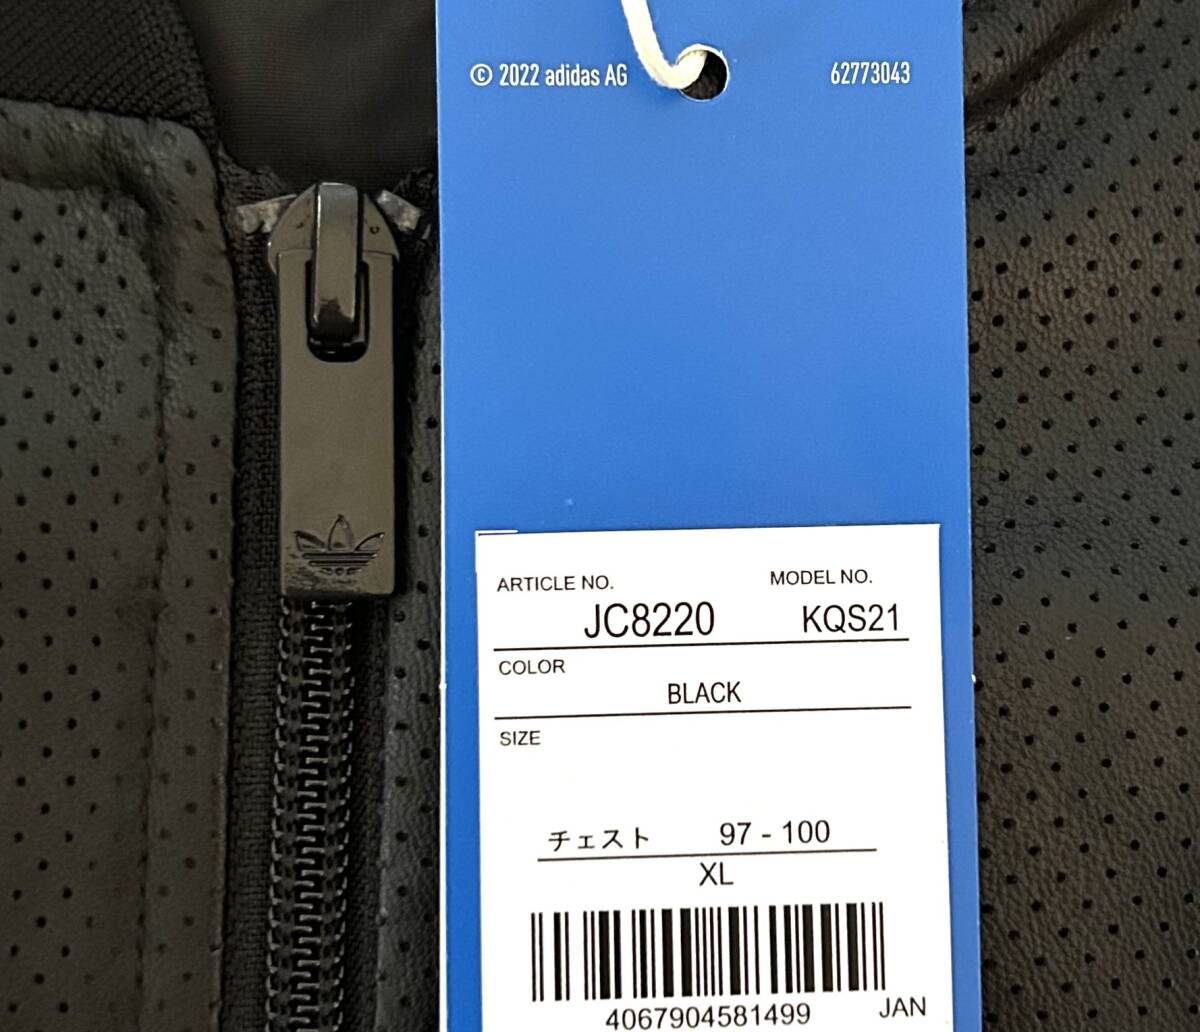 © 2022 adidas AG 62773043
ARTICLE NO. MODEL NO.
JC8220 KQS21
COLOR
BLACK
SIZE
チェスト 97 - 100
XL
4067904581499 JAN